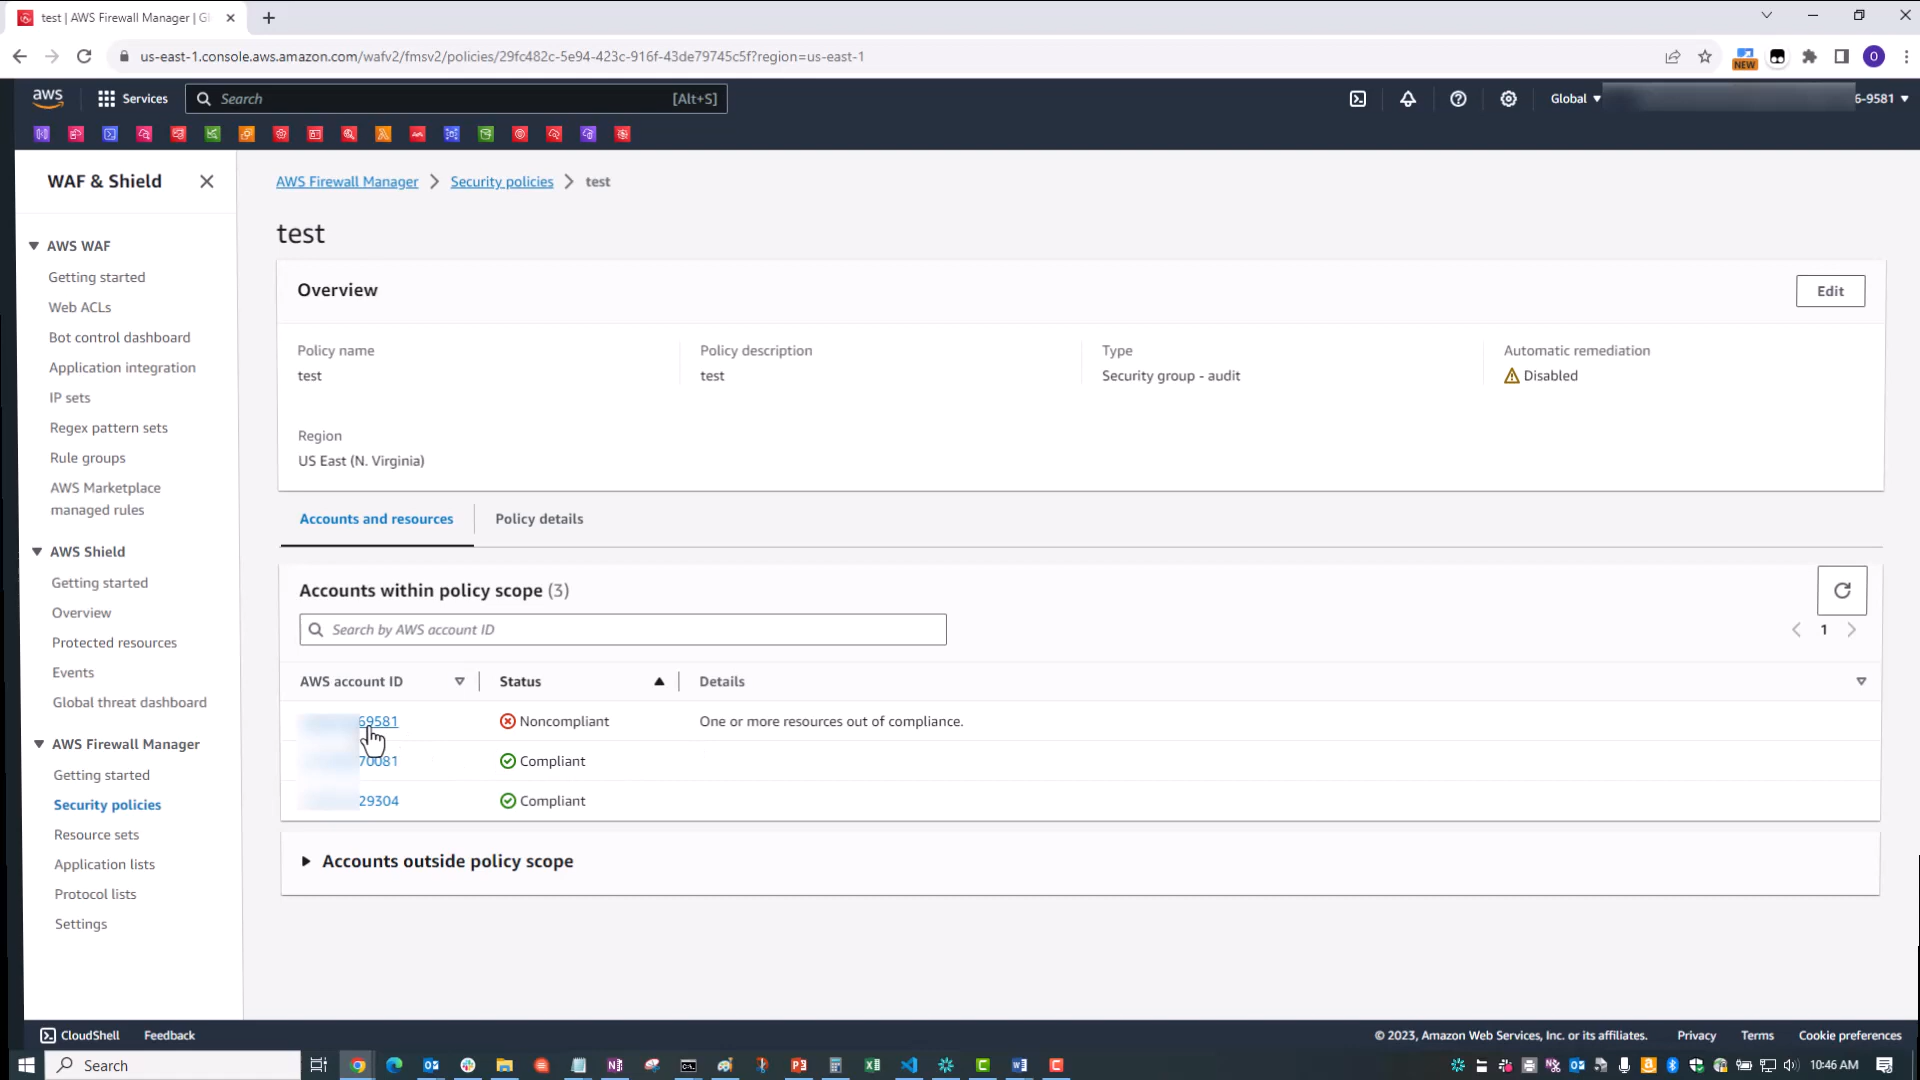 test | AWS Firewall Manager | Gl
us-east-1.console.aws.amazon.com/wafv2/fmsv2/policies/29fc482c-5e94-423c-916f-43de79745c5f?region=us-east-1
NEW
O
aws
Services
Search
[Alt+S]
Global
6-9581
WAF & Shield
AWS WAF
Getting started
Web ACLs
Bot control dashboard
Application integration
IP sets
Regex pattern sets
Rule groups
AWS Marketplace
managed rules
AWS Shield
Getting started
Overview
Protected resources
Events
Global threat dashboard
AWS Firewall Manager
Getting started
Security policies
Resource sets
Application lists
Protocol lists
Settings
AWS Firewall Manager
Security policies
test
test
Overview
Edit
Policy name
test
Policy description
test
Type
Security group - audit
Automatic remediation
Disabled
Region
US East (N. Virginia)
Accounts and resources
Policy details
Accounts within policy scope (3)
Search by AWS account ID
1
AWS account ID
Status
Details
69581
Noncompliant
One or more resources out of compliance.
70081
Compliant
29304
Compliant
Accounts outside policy scope
CloudShell
Feedback
© 2023, Amazon Web Services, Inc. or its affiliates.
Privacy
Terms
Cookie preferences
Search
10:46 AM